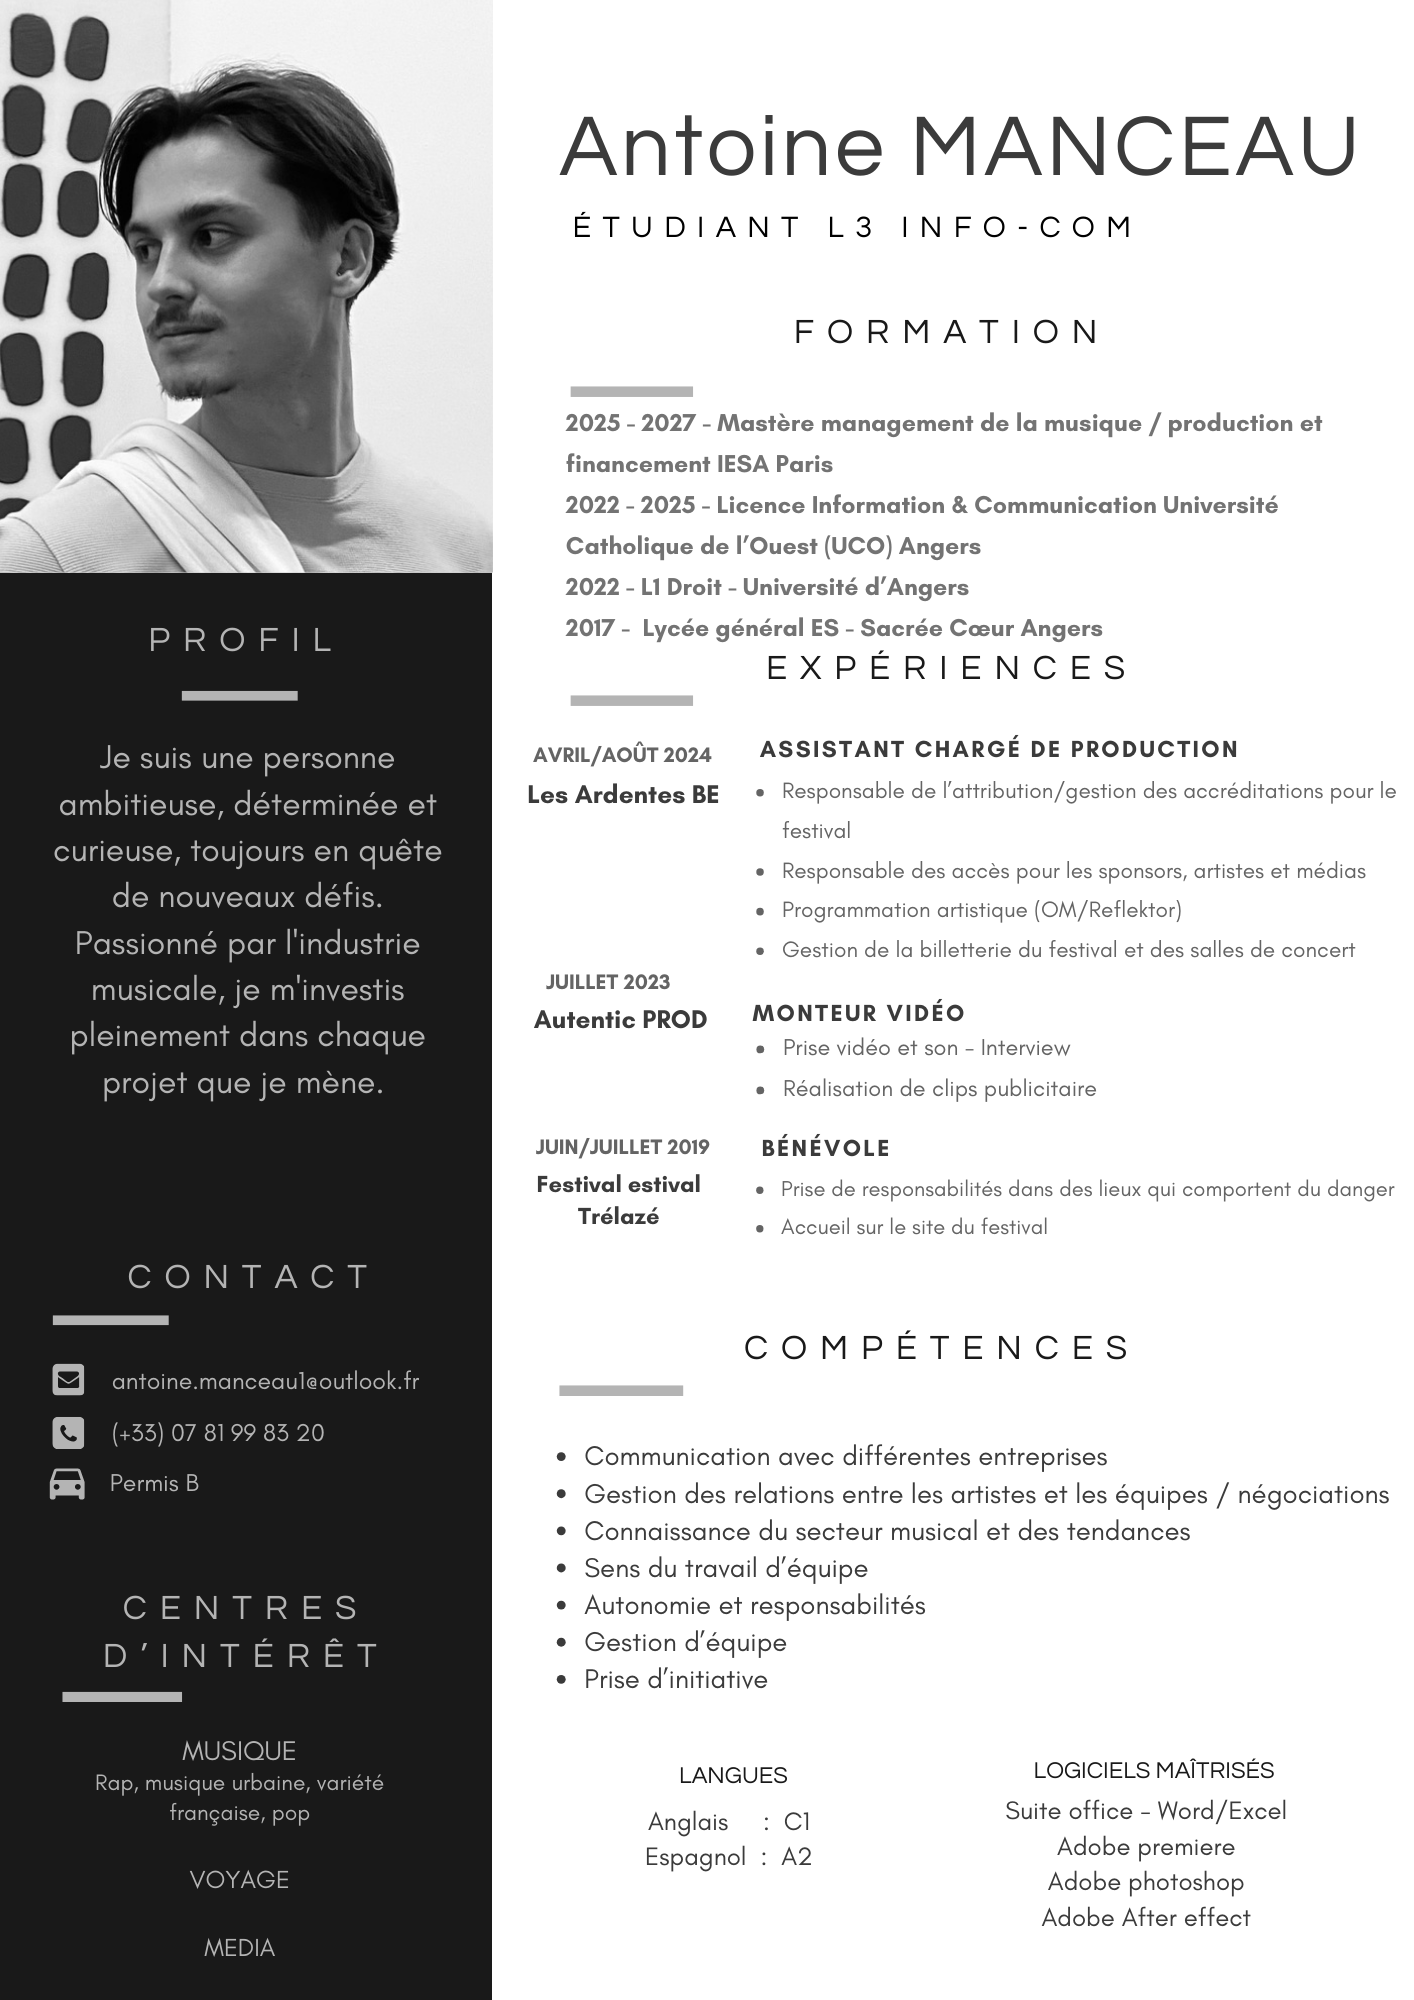 Antoine MANCEAU
ÉTUDIANT L3 INFO-COM
FORMATION
2025 - 2027 - Mastère management de la musique / production et
financement IESA Paris
2022 - 2025 - Licence Information & Communication Université
Catholique de l’Ouest (UCO) Angers
2022 - L1 Droit - Université d’Angers
2017 - Lycée général ES - Sacrée Cœur Angers
EXPÉRIENCES
AVRIL/AOÛT 2024
Les Ardentes BE
ASSISTANT CHARGÉ DE PRODUCTION
• Responsable de l’attribution/gestion des accréditations pour le
festival
• Responsable des accès pour les sponsors, artistes et médias
• Programmation artistique (OM/Reflektor)
• Gestion de la billetterie du festival et des salles de concert
JUILLET 2023
Autentic PROD
MONTEUR VIDÉO
• Prise vidéo et son - Interview
• Réalisation de clips publicitaire
JUIN/JUILLET 2019
Festival estival
Trélazé
BÉNÉVOLE
• Prise de responsabilités dans des lieux qui comportent du danger
• Accueil sur le site du festival
COMPÉTENCES
• Communication avec différentes entreprises
• Gestion des relations entre les artistes et les équipes / négociations
• Connaissance du secteur musical et des tendances
• Sens du travail d’équipe
• Autonomie et responsabilités
• Gestion d’équipe
• Prise d’initiative
LANGUES
Anglais : C1
Espagnol : A2
LOGICIELS MAÎTRISÉS
Suite office - Word/Excel
Adobe premiere
Adobe photoshop
Adobe After effect
PROFIL
Je suis une personne
ambitieuse, déterminée et
curieuse, toujours en quête
de nouveaux défis.
Passionné par l'industrie
musicale, je m'investis
pleinement dans chaque
projet que je mène.
CONTACT
antoine.manceau1@outlook.fr
(+33) 07 81 99 83 20
Permis B
CENTRES
D’INTÉRÊT
MUSIQUE
Rap, musique urbaine, variété
française, pop
VOYAGE
MEDIA